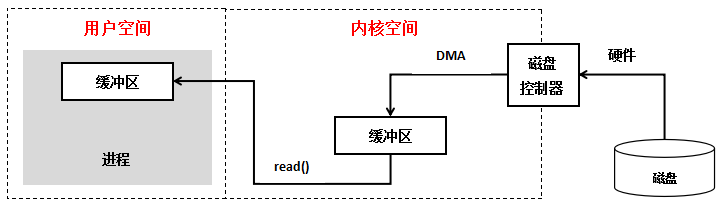 用户空间
内核空间
缓冲区
进程
DMA
缓冲区
read()
磁盘
控制器
硬件
磁盘